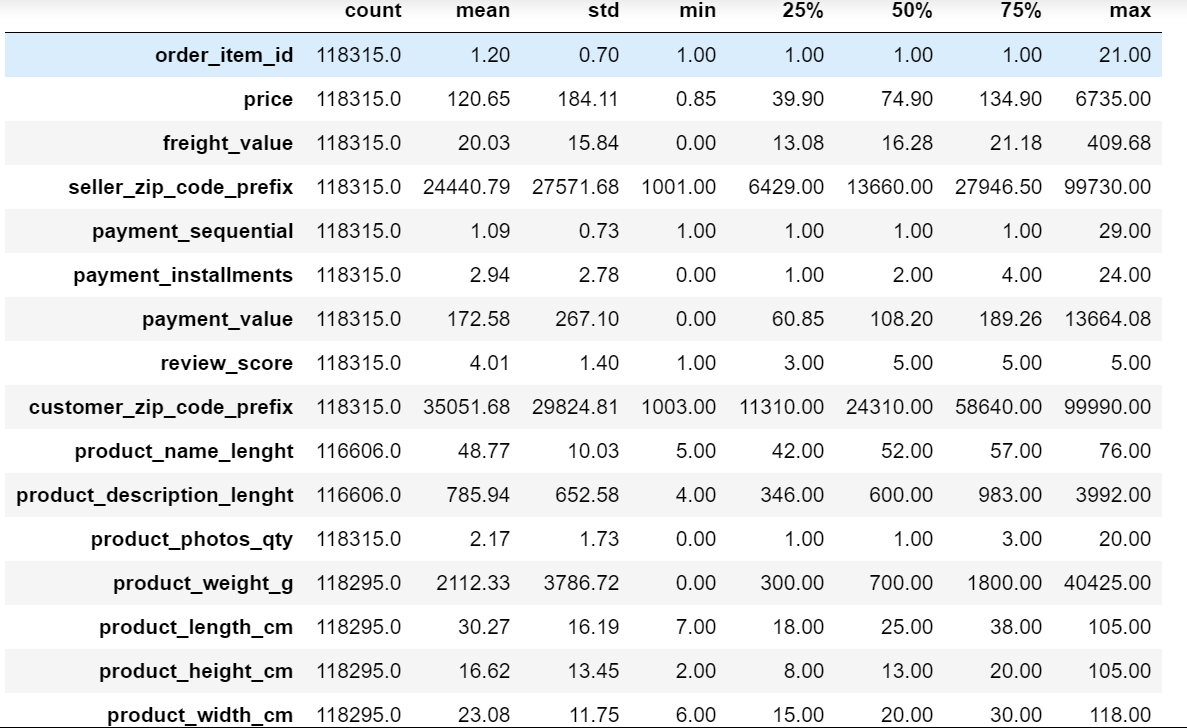 count mean std min 25% 50% 75% max
order_item_id 118315.0 1.20 0.70 1.00 1.00 1.00 1.00 21.00
price 118315.0 120.65 184.11 0.85 39.90 74.90 134.90 6735.00
freight_value 118315.0 20.03 15.84 0.00 13.08 16.28 21.18 409.68
seller_zip_code_prefix 118315.0 24440.79 27571.68 1001.00 6429.00 13660.00 27946.50 99730.00
payment_sequential 118315.0 1.09 0.73 1.00 1.00 1.00 1.00 29.00
payment_installments 118315.0 2.94 2.78 0.00 1.00 2.00 4.00 24.00
payment_value 118315.0 172.58 267.10 0.00 60.85 108.20 189.26 13664.08
review_score 118315.0 4.01 1.40 1.00 3.00 5.00 5.00 5.00
customer_zip_code_prefix 118315.0 35051.68 29824.81 1003.00 11310.00 24310.00 58640.00 99990.00
product_name_lenght 116606.0 48.77 10.03 5.00 42.00 52.00 57.00 76.00
product_description_lenght 116606.0 785.94 652.58 4.00 346.00 600.00 983.00 3992.00
product_photos_qty 118315.0 2.17 1.73 0.00 1.00 1.00 3.00 20.00
product_weight_g 118295.0 2112.33 3786.72 0.00 300.00 700.00 1800.00 40425.00
product_length_cm 118295.0 30.27 16.19 7.00 18.00 25.00 38.00 105.00
product_height_cm 118295.0 16.62 13.45 2.00 8.00 13.00 20.00 105.00
product_width_cm 118295.0 23.08 11.75 6.00 15.00 20.00 30.00 118.00